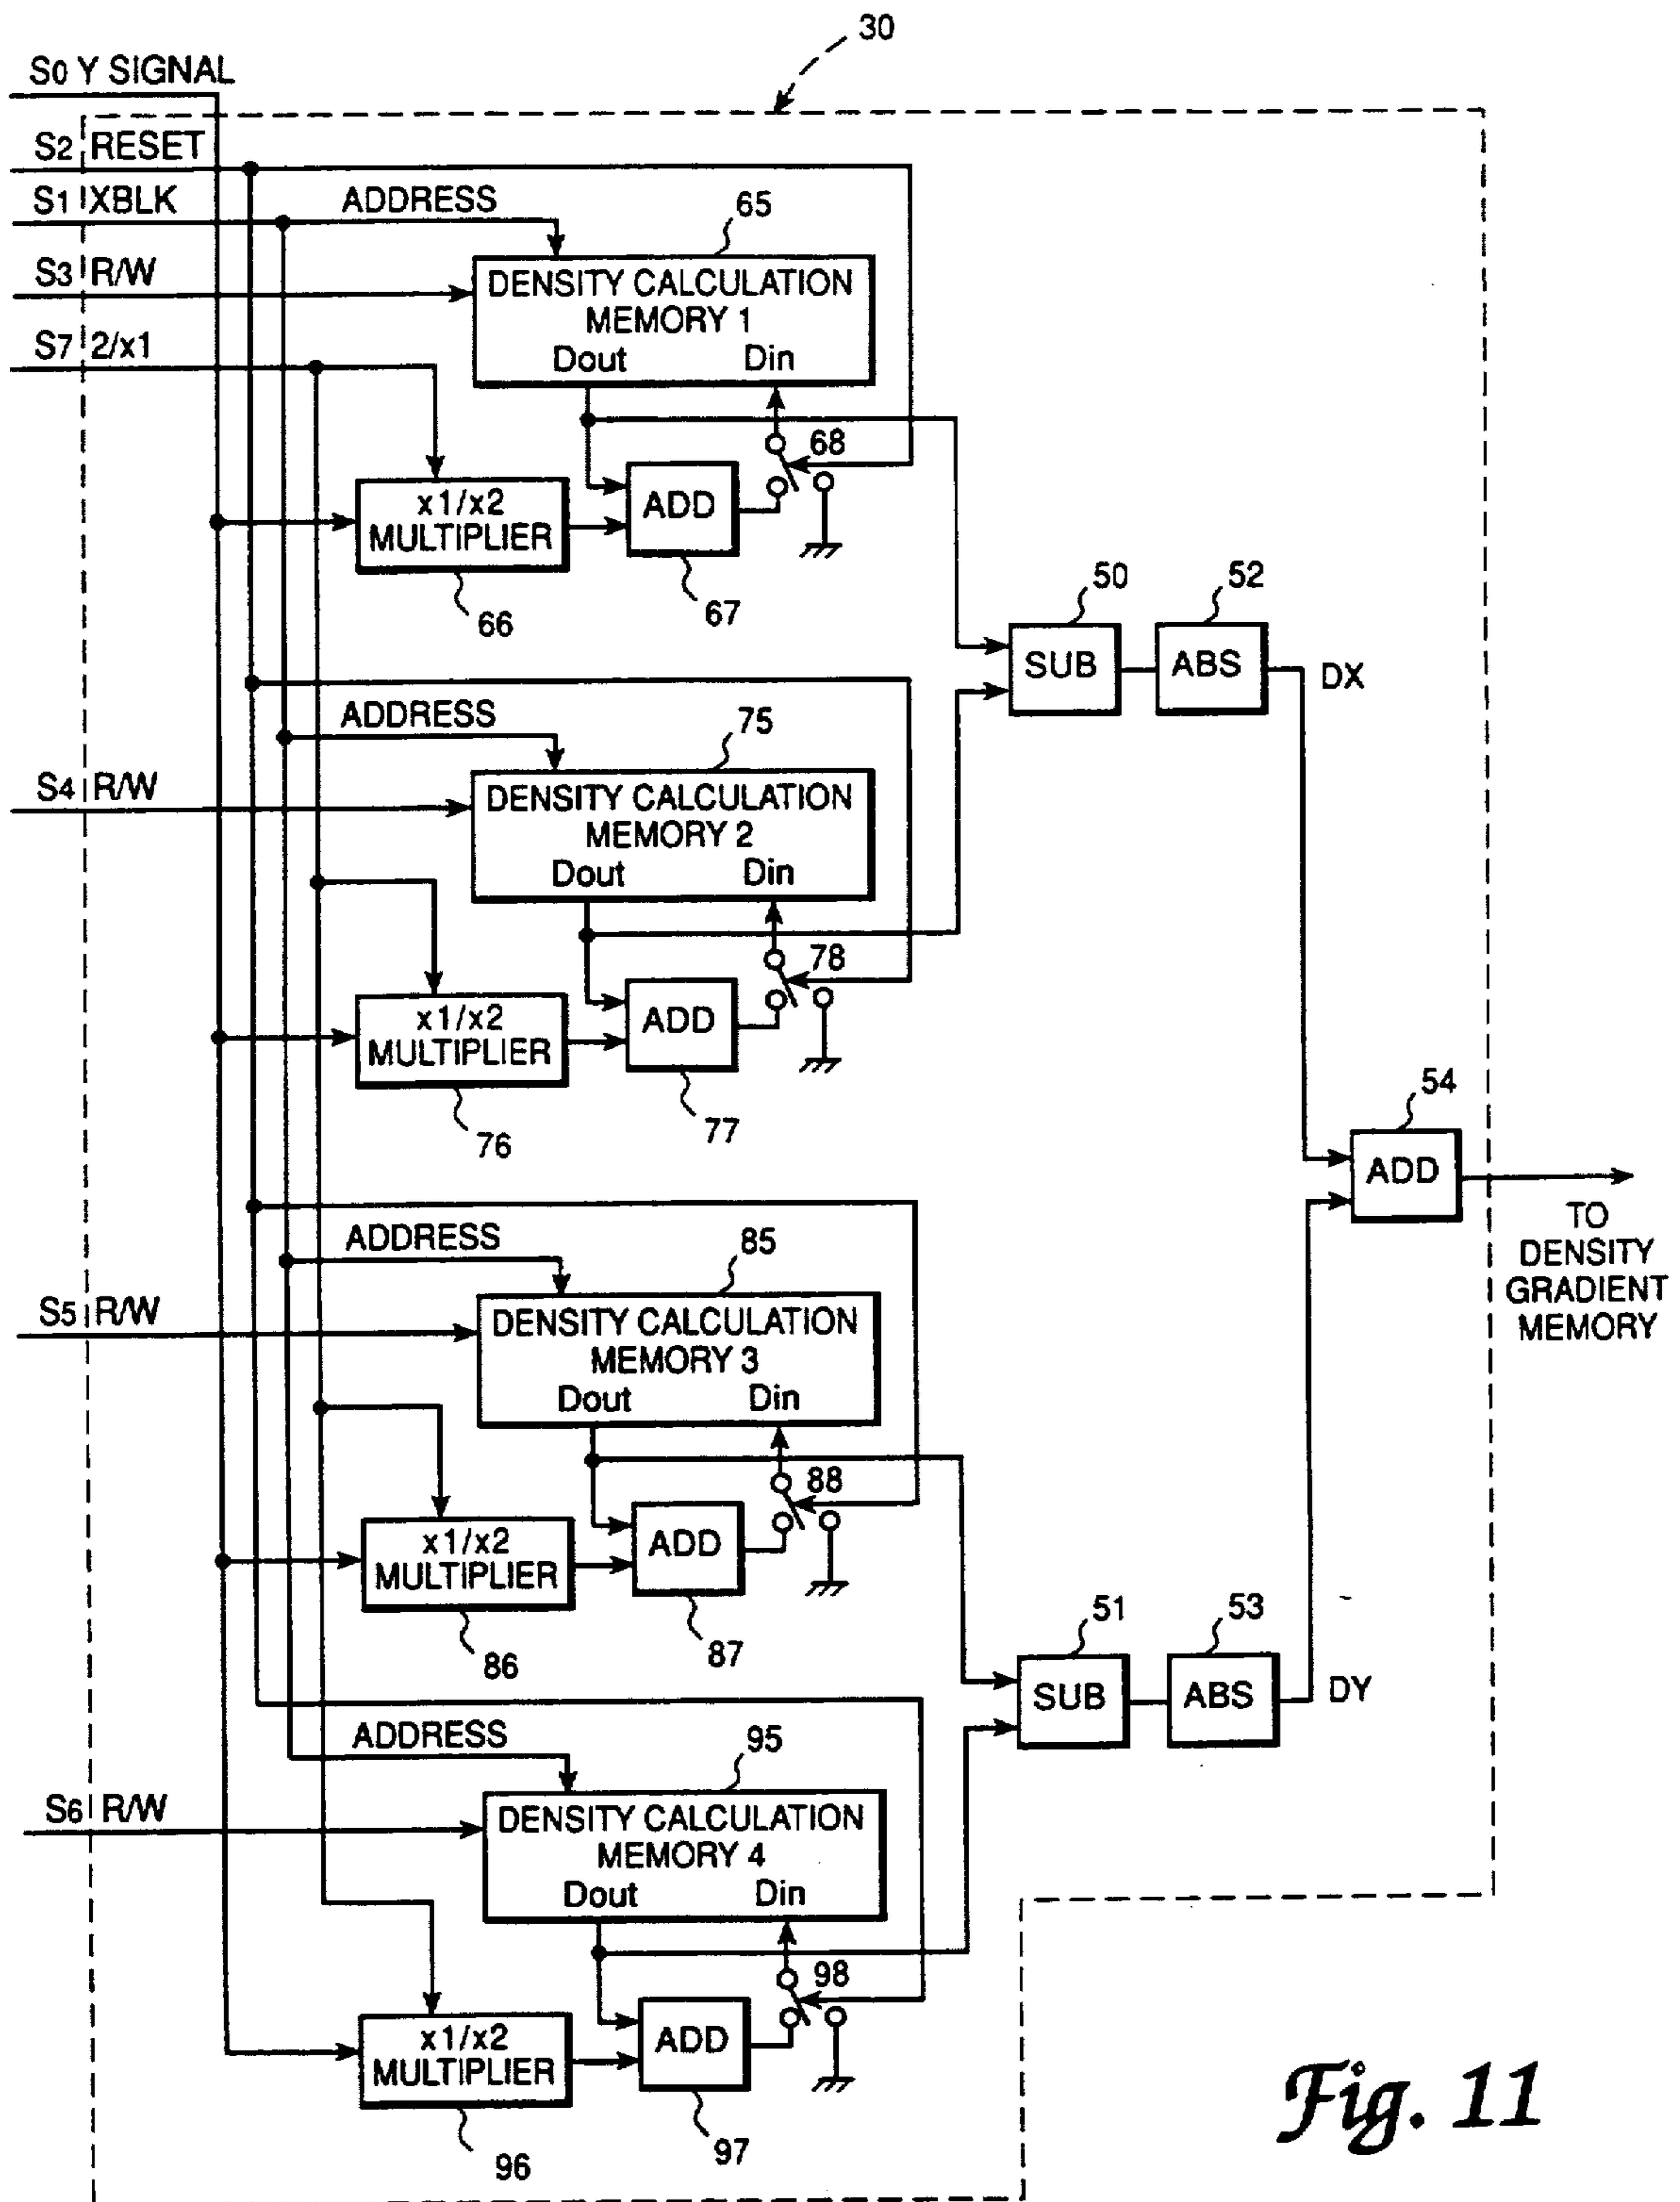 30
S0 Y SIGNAL
S2 RESET
S1 XBLK
ADDRESS
65
S3 R/W
DENSITY CALCULATION
MEMORY 1
S7 2/x1
Dout Din
68
x1/x2
MULTIPLIER
ADD
66
67
50
52
SUB
ABS
DX
ADDRESS
75
S4 R/W
DENSITY CALCULATION
MEMORY 2
Dout Din
78
x1/x2
MULTIPLIER
ADD
76
77
54
ADD
TO
DENSITY
GRADIENT
MEMORY
ADDRESS
85
S5 R/W
DENSITY CALCULATION
MEMORY 3
Dout Din
88
x1/x2
MULTIPLIER
ADD
86
87
51
53
SUB
ABS
DY
ADDRESS
95
S6 R/W
DENSITY CALCULATION
MEMORY 4
Dout Din
98
x1/x2
MULTIPLIER
ADD
96
97
Fig. 11